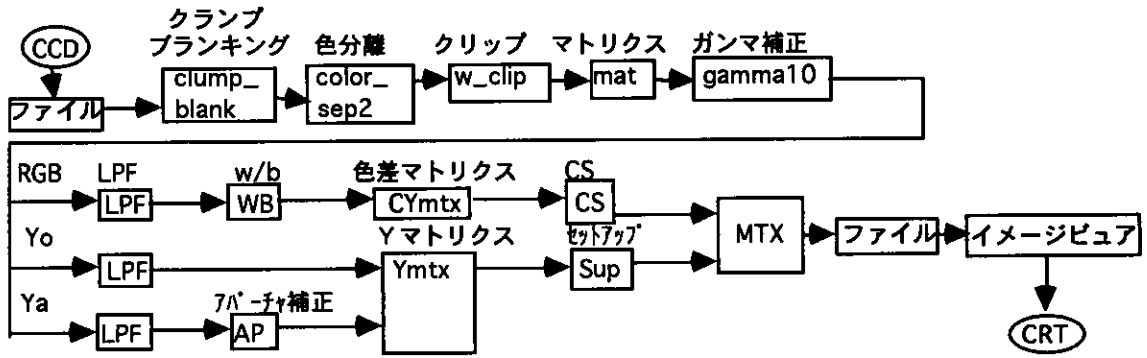 クランプ
ブランキング
色分離
クリップ
マトリクス
ガンマ補正
CCD
ファイル
clump_
blank
color_
sep2
w_clip
mat
gamma10
RGB
LPF
LPF
w/b
WB
色差マトリクス
CYmtx
CS
CS
Yo
LPF
Yマトリクス
Ymtx
セットアップ
Sup
MTX
ファイル
イメージビュア
Ya
LPF
アパーチャ補正
AP
CRT